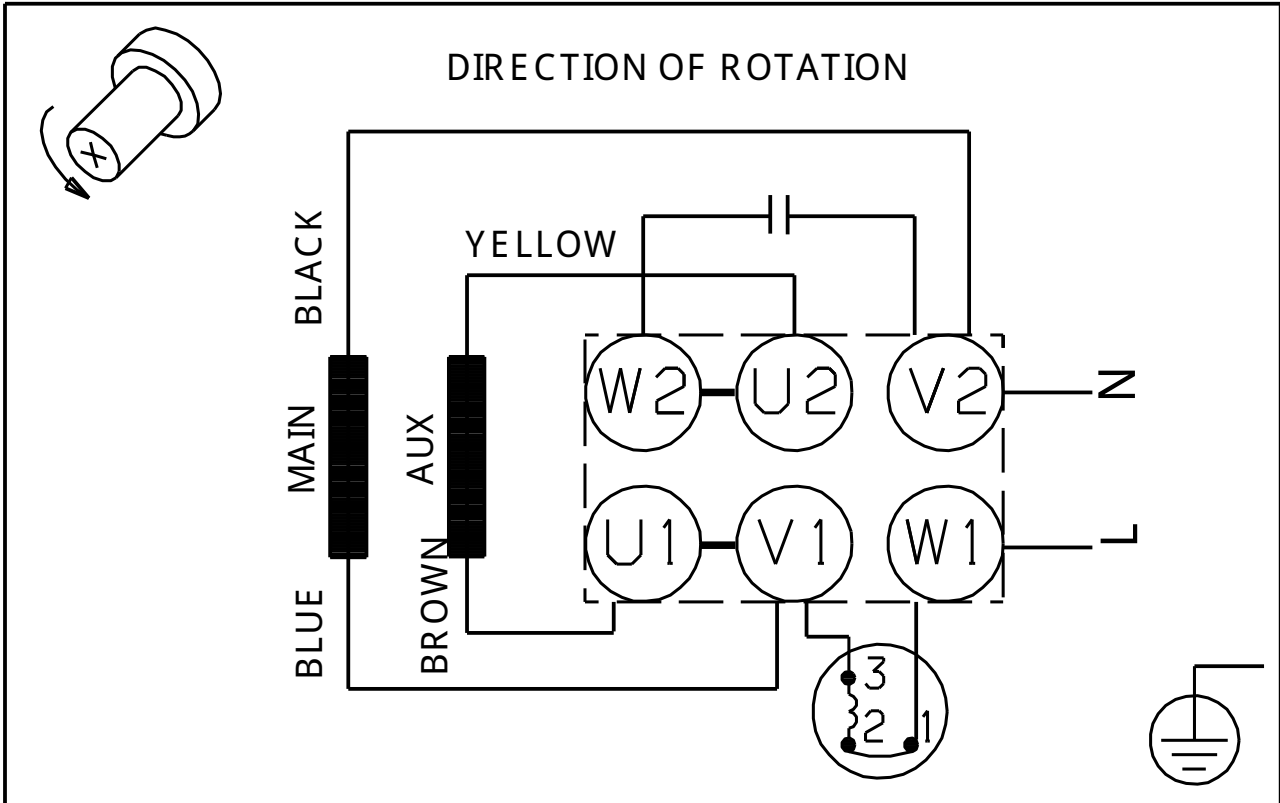 DIRECTION OF ROTATION
BLACK
YELLOW
W2 U2 V2 N
MAIN
AUX
U1 V1 W1 L
BLUE
BROWN
3
2 1